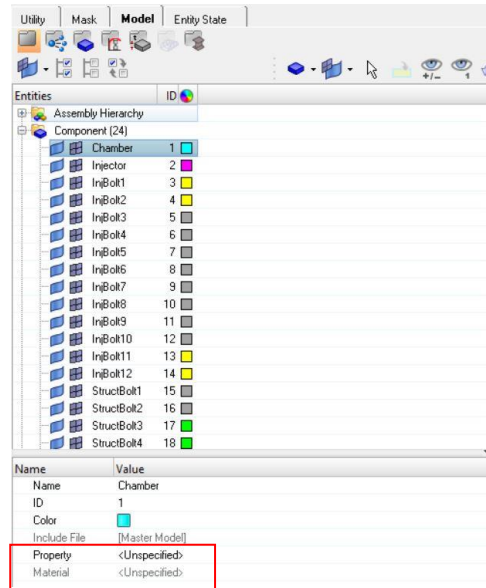 Utility Mask Model Entity State
+/-
Entities ID
Assembly Hierarchy
Component (24)
Chamber 1
Injector 2
InjBolt1 3
InjBolt2 4
InjBolt3 5
InjBolt4 6
InjBolt5 7
InjBolt6 8
InjBolt7 9
InjBolt8 10
InjBolt9 11
InjBolt10 12
InjBolt11 13
InjBolt12 14
StructBolt1 15
StructBolt2 16
StructBolt3 17
StructBolt4 18
Name Value
Name Chamber
ID 1
Color
Include File [Master Model]
Property <Unspecified>
Material <Unspecified>